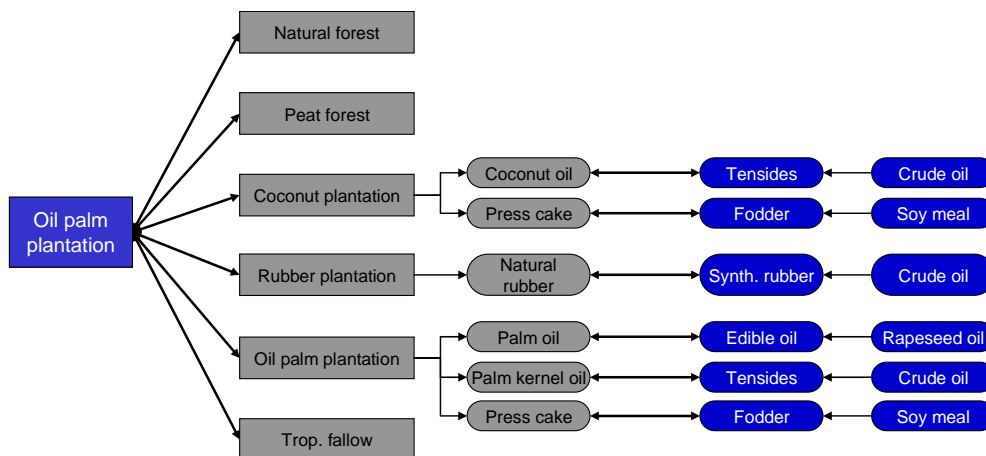 Natural forest
Peat forest
Coconut oil
Tensides
Crude oil
Coconut plantation
Press cake
Fodder
Soy meal
Oil palm
plantation
Rubber plantation
Natural
rubber
Synth. rubber
Crude oil
Palm oil
Edible oil
Rapeseed oil
Oil palm plantation
Palm kernel oil
Tensides
Crude oil
Press cake
Fodder
Soy meal
Trop. fallow